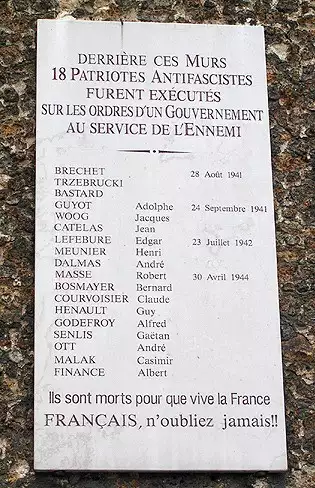 DERRIÈRE CES MURS
18 PATRIOTES ANTIFASCISTES
FURENT EXÉCUTÉS
SUR LES ORDRES D'UN GOUVERNEMENT
AU SERVICE DE L'ENNEMI
BRECHET 28 Août 1941
TRZEBRUCKI
BASTARD
GUYOT Adolphe 24 Septembre 1941
WOOG Jacques
CATELAS Jean
LEFEBURE Edgar 23 Juillet 1942
MEUNIER Henri
DALMAS André
MASSE Robert 30 Avril 1944
BOSMAYER Bernard
COURVOISIER Claude
HENAULT Guy
GODEFROY Alfred
SENLIS Gaëtan
OTT André
MALAK Casimir
FINANCE Albert
Ils sont morts pour que vive la France
FRANÇAIS, n'oubliez jamais!!